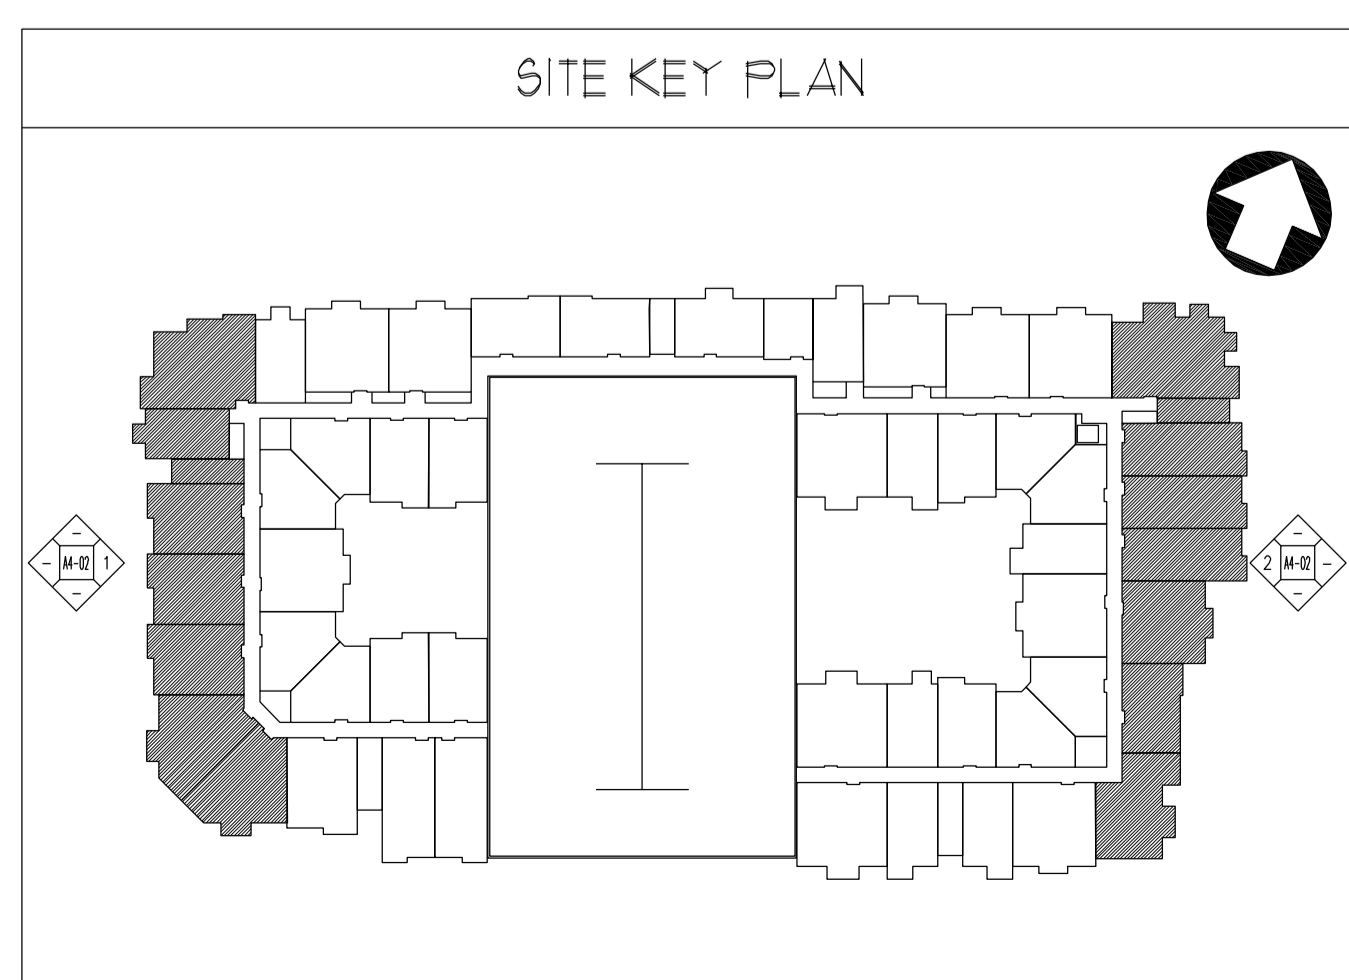 SITE KEY PLAN
–
– A4-02 1
–
–
2 A4-02 –
–